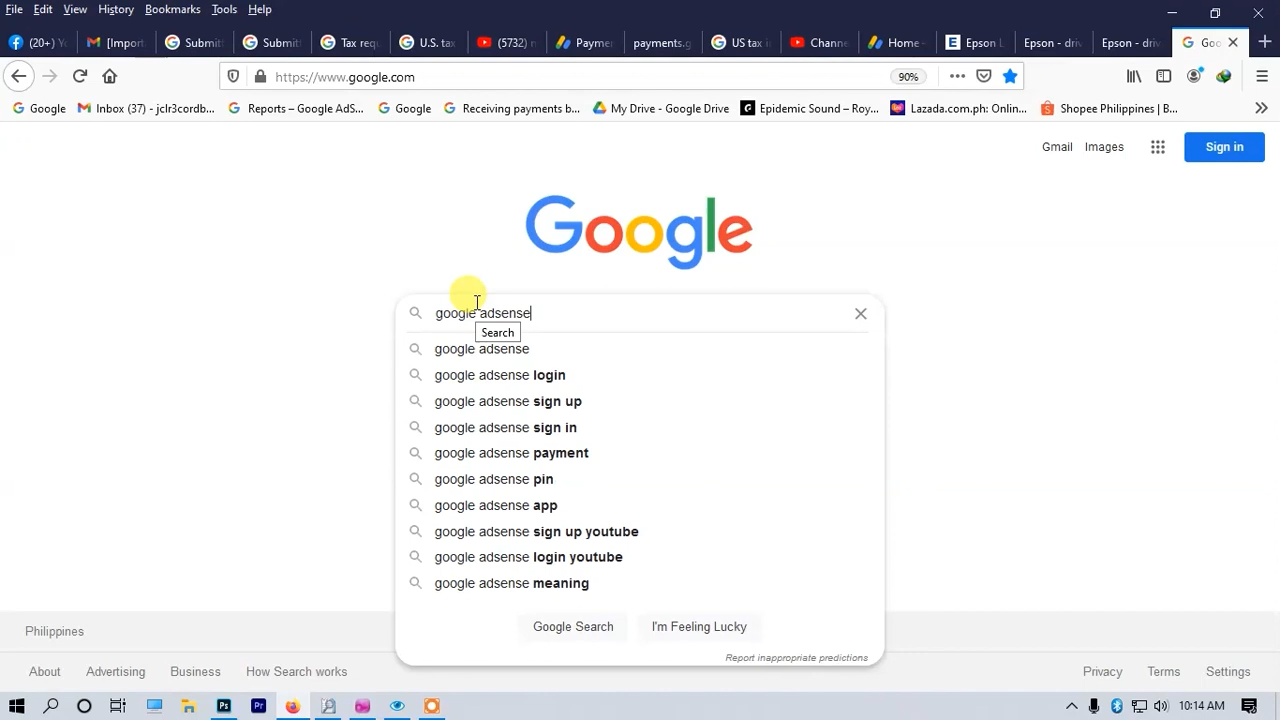 File Edit View History Bookmarks Tools Help
(20+) Yo [Import Submitt Submitt Tax requ U.S. tax (5732) m Payme payments.g US tax i Channe Home - Epson L Epson - driv Epson - driv Goo
https://www.google.com 90%
Google Inbox (37) - jclr3cordb... Reports – Google AdS... Google Receiving payments b... My Drive - Google Drive Epidemic Sound – Roy... Lazada.com.ph: Onlin... Shopee Philippines | B...
Gmail Images Sign in
Google
google adsense
Search
google adsense
google adsense login
google adsense sign up
google adsense sign in
google adsense payment
google adsense pin
google adsense app
google adsense sign up youtube
google adsense login youtube
google adsense meaning
Google Search I'm Feeling Lucky
Report inappropriate predictions
Philippines
About Advertising Business How Search works Privacy Terms Settings
Ps Pr 10:14 AM